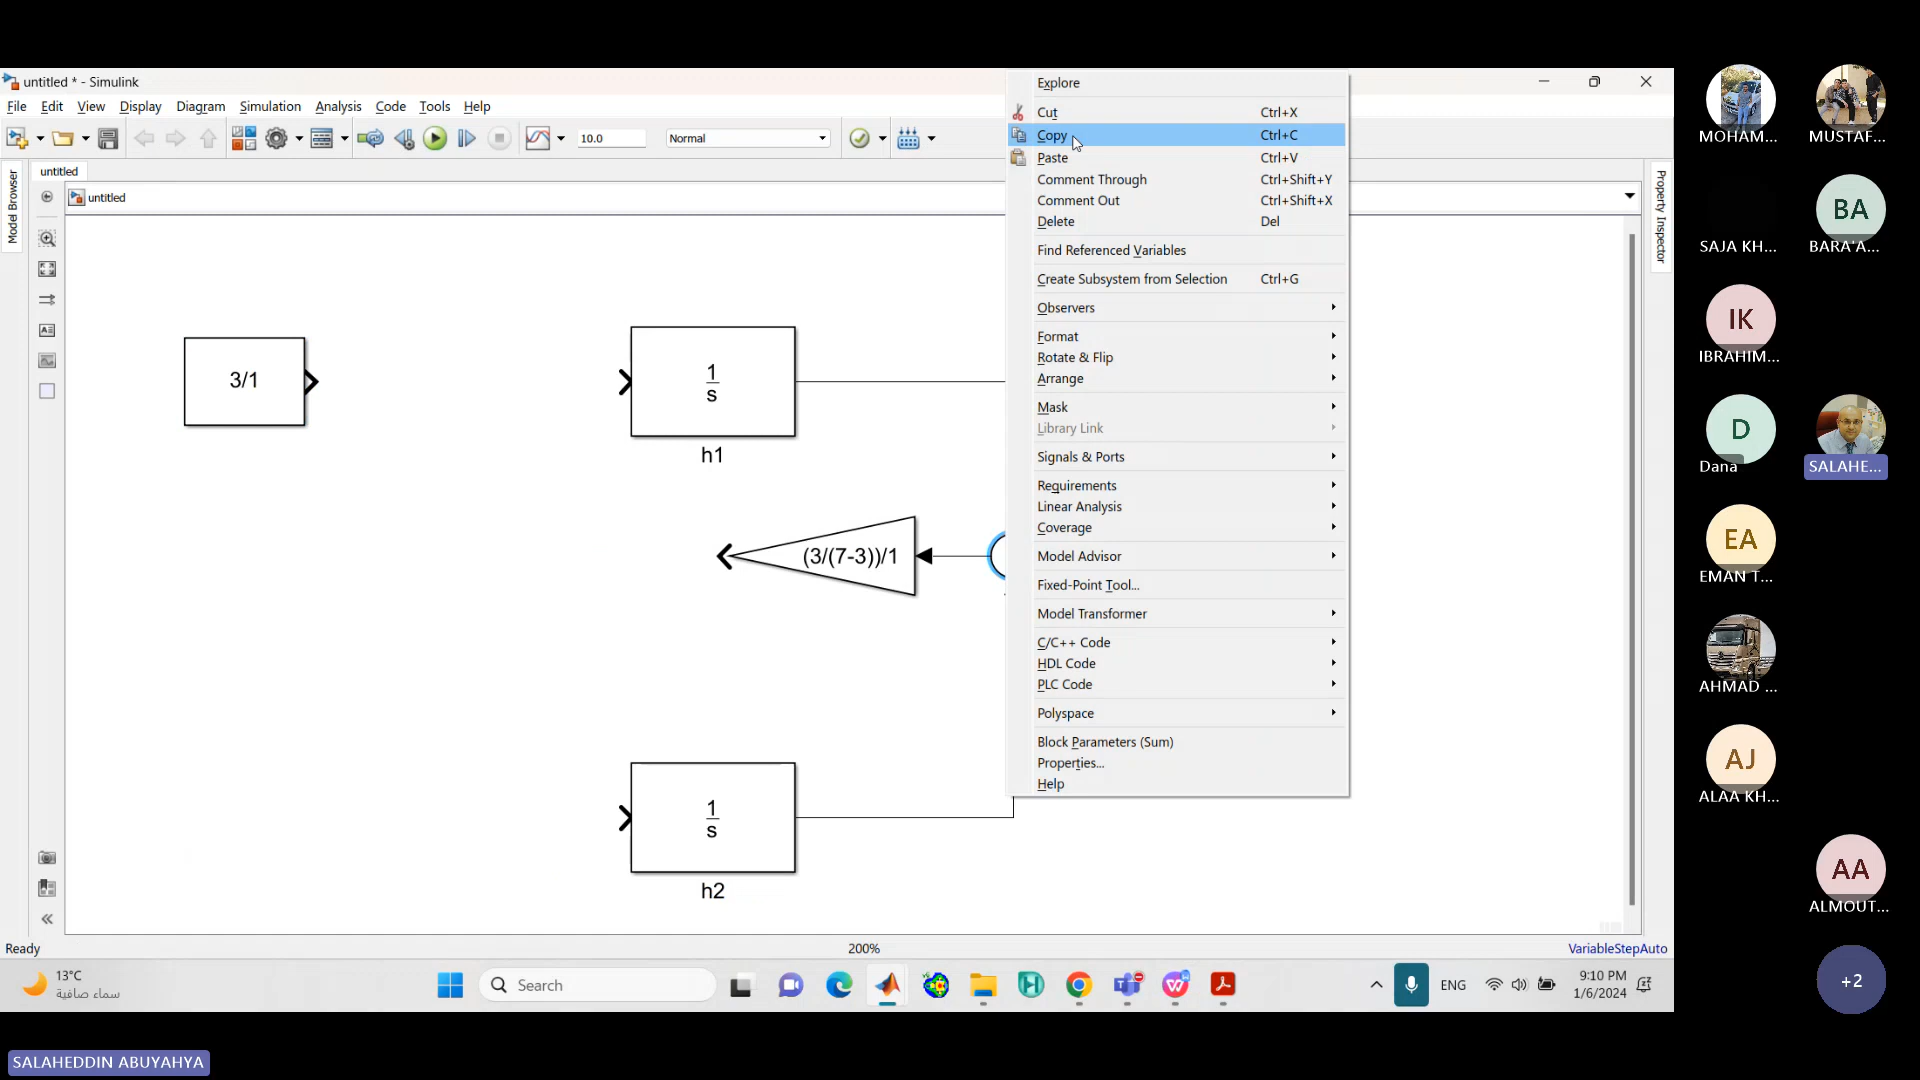 untitled * - Simulink
File Edit View Display Diagram Simulation Analysis Code Tools Help
10.0
Normal
untitled
untitled
Model Browser
Property Inspector
3/1
1
s
h1
(3/(7-3))/1
1
s
h2
Explore
Cut Ctrl+X
Copy Ctrl+C
Paste Ctrl+V
Comment Through Ctrl+Shift+Y
Comment Out Ctrl+Shift+X
Delete Del
Find Referenced Variables
Create Subsystem from Selection Ctrl+G
Observers
Format
Rotate & Flip
Arrange
Mask
Library Link
Signals & Ports
Requirements
Linear Analysis
Coverage
Model Advisor
Fixed-Point Tool...
Model Transformer
C/C++ Code
HDL Code
PLC Code
Polyspace
Block Parameters (Sum)
Properties...
Help
Ready 200% VariableStepAuto
13°C
سماء صافية
Search
ENG
9:10 PM
1/6/2024
MOHAM... MUSTAF...
BA
SAJA KH... BARA'A...
IK
IBRAHIM...
D
Dana SALAHE...
EA
EMAN T...
AHMAD ...
AJ
ALAA KH...
AA
ALMOUT...
+2
SALAHEDDIN ABUYAHYA